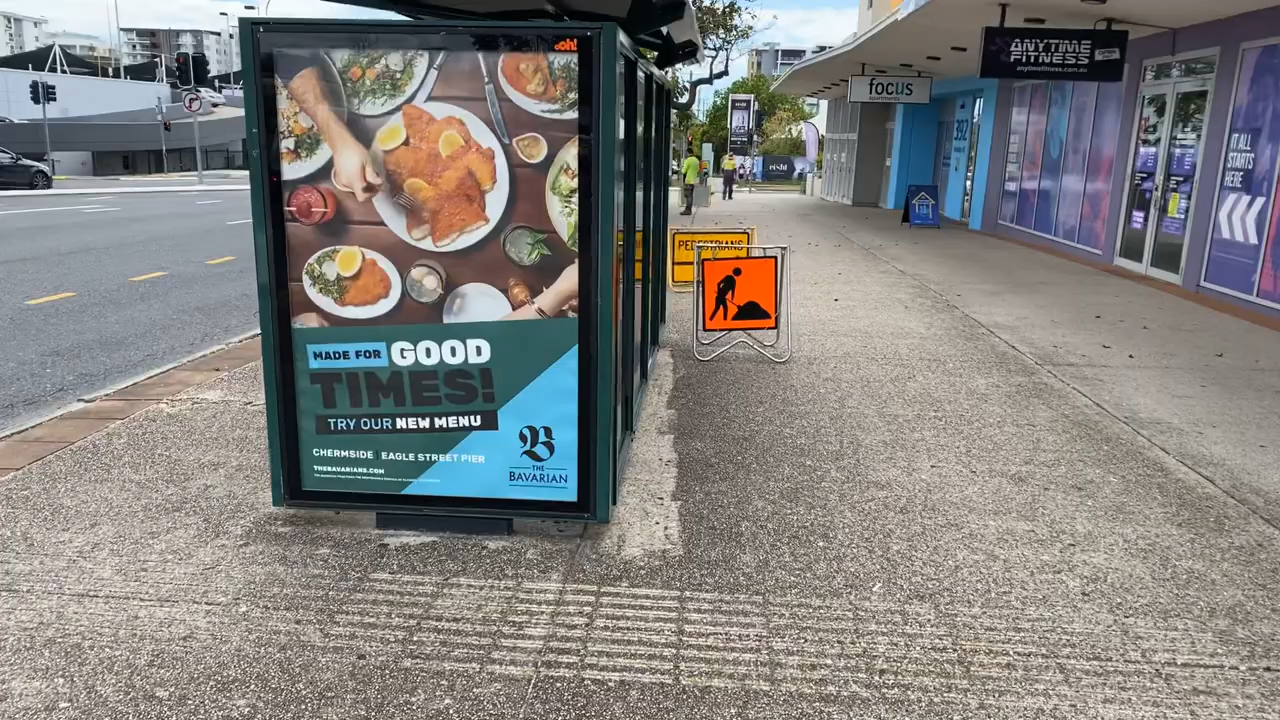 ooh!
MADE FOR GOOD
TIMES!
TRY OUR NEW MENU
CHERMSIDE | EAGLE STREET PIER
THEBAVARIANS.COM
B
THE
BAVARIAN
PEDESTRIANS
focus
apartments
392
ANYTIME
FITNESS
anytimefitness.com.au
IT ALL
STARTS
HERE